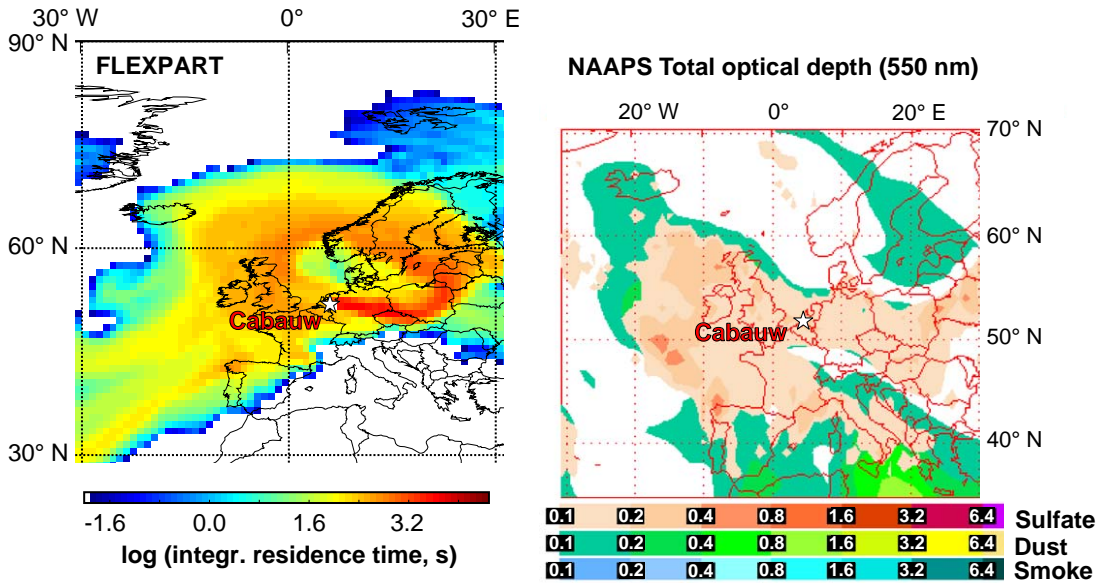 30° W 0° 30° E
90° N
FLEXPART
60° N
Cabauw
30° N
-1.6 0.0 1.6 3.2
log (integr. residence time, s)
NAAPS Total optical depth (550 nm)
20° W 0° 20° E
70° N
60° N
Cabauw
50° N
40° N
0.1 0.2 0.4 0.8 1.6 3.2 6.4 Sulfate
0.1 0.2 0.4 0.8 1.6 3.2 6.4 Dust
0.1 0.2 0.4 0.8 1.6 3.2 6.4 Smoke